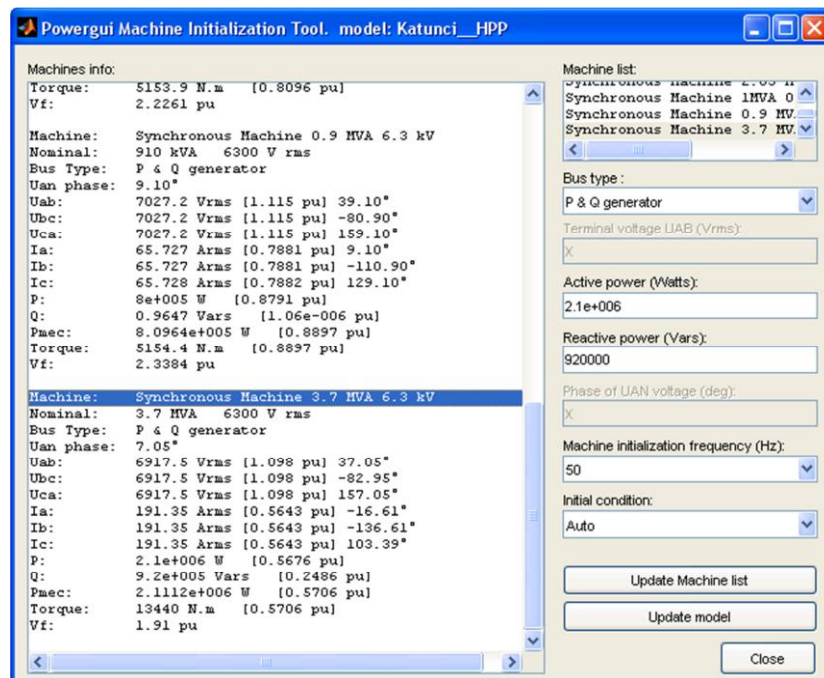 Powergui Machine Initialization Tool. model: Katunci__HPP
Machines info:
Torque: 5153.9 N.m [0.8096 pu]
Vf: 2.2261 pu
Machine: Synchronous Machine 0.9 MVA 6.3 kV
Nominal: 910 kVA 6300 V rms
Bus Type: P & Q generator
Uan phase: 9.10°
Uab: 7027.2 Vrms [1.115 pu] 39.10°
Ubc: 7027.2 Vrms [1.115 pu] -80.90°
Uca: 7027.2 Vrms [1.115 pu] 159.10°
Ia: 65.727 Arms [0.7881 pu] 9.10°
Ib: 65.727 Arms [0.7881 pu] -110.90°
Ic: 65.728 Arms [0.7882 pu] 129.10°
P: 8e+005 W [0.8791 pu]
Q: 0.9647 Vars [1.06e-006 pu]
Pmec: 8.0964e+005 W [0.8897 pu]
Torque: 5154.4 N.m [0.8897 pu]
Vf: 2.3384 pu
Machine: Synchronous Machine 3.7 MVA 6.3 kV
Nominal: 3.7 MVA 6300 V rms
Bus Type: P & Q generator
Uan phase: 7.05°
Uab: 6917.5 Vrms [1.098 pu] 37.05°
Ubc: 6917.5 Vrms [1.098 pu] -82.95°
Uca: 6917.5 Vrms [1.098 pu] 157.05°
Ia: 191.35 Arms [0.5643 pu] -16.61°
Ib: 191.35 Arms [0.5643 pu] -136.61°
Ic: 191.35 Arms [0.5643 pu] 103.39°
P: 2.1e+006 W [0.5676 pu]
Q: 9.2e+005 Vars [0.2486 pu]
Pmec: 2.1112e+006 W [0.5706 pu]
Torque: 13440 N.m [0.5706 pu]
Vf: 1.91 pu
Machine list:
Synchronous Machine
Synchronous Machine 1MVA 0
Synchronous Machine 0.9 MV.
Synchronous Machine 3.7 MV.
Bus type :
P & Q generator
Terminal voltage UAB (Vrms):
X
Active power (Watts):
2.1e+006
Reactive power (Vars):
920000
Phase of UAN voltage (deg):
X
Machine initialization frequency (Hz):
50
Initial condition:
Auto
Update Machine list
Update model
Close